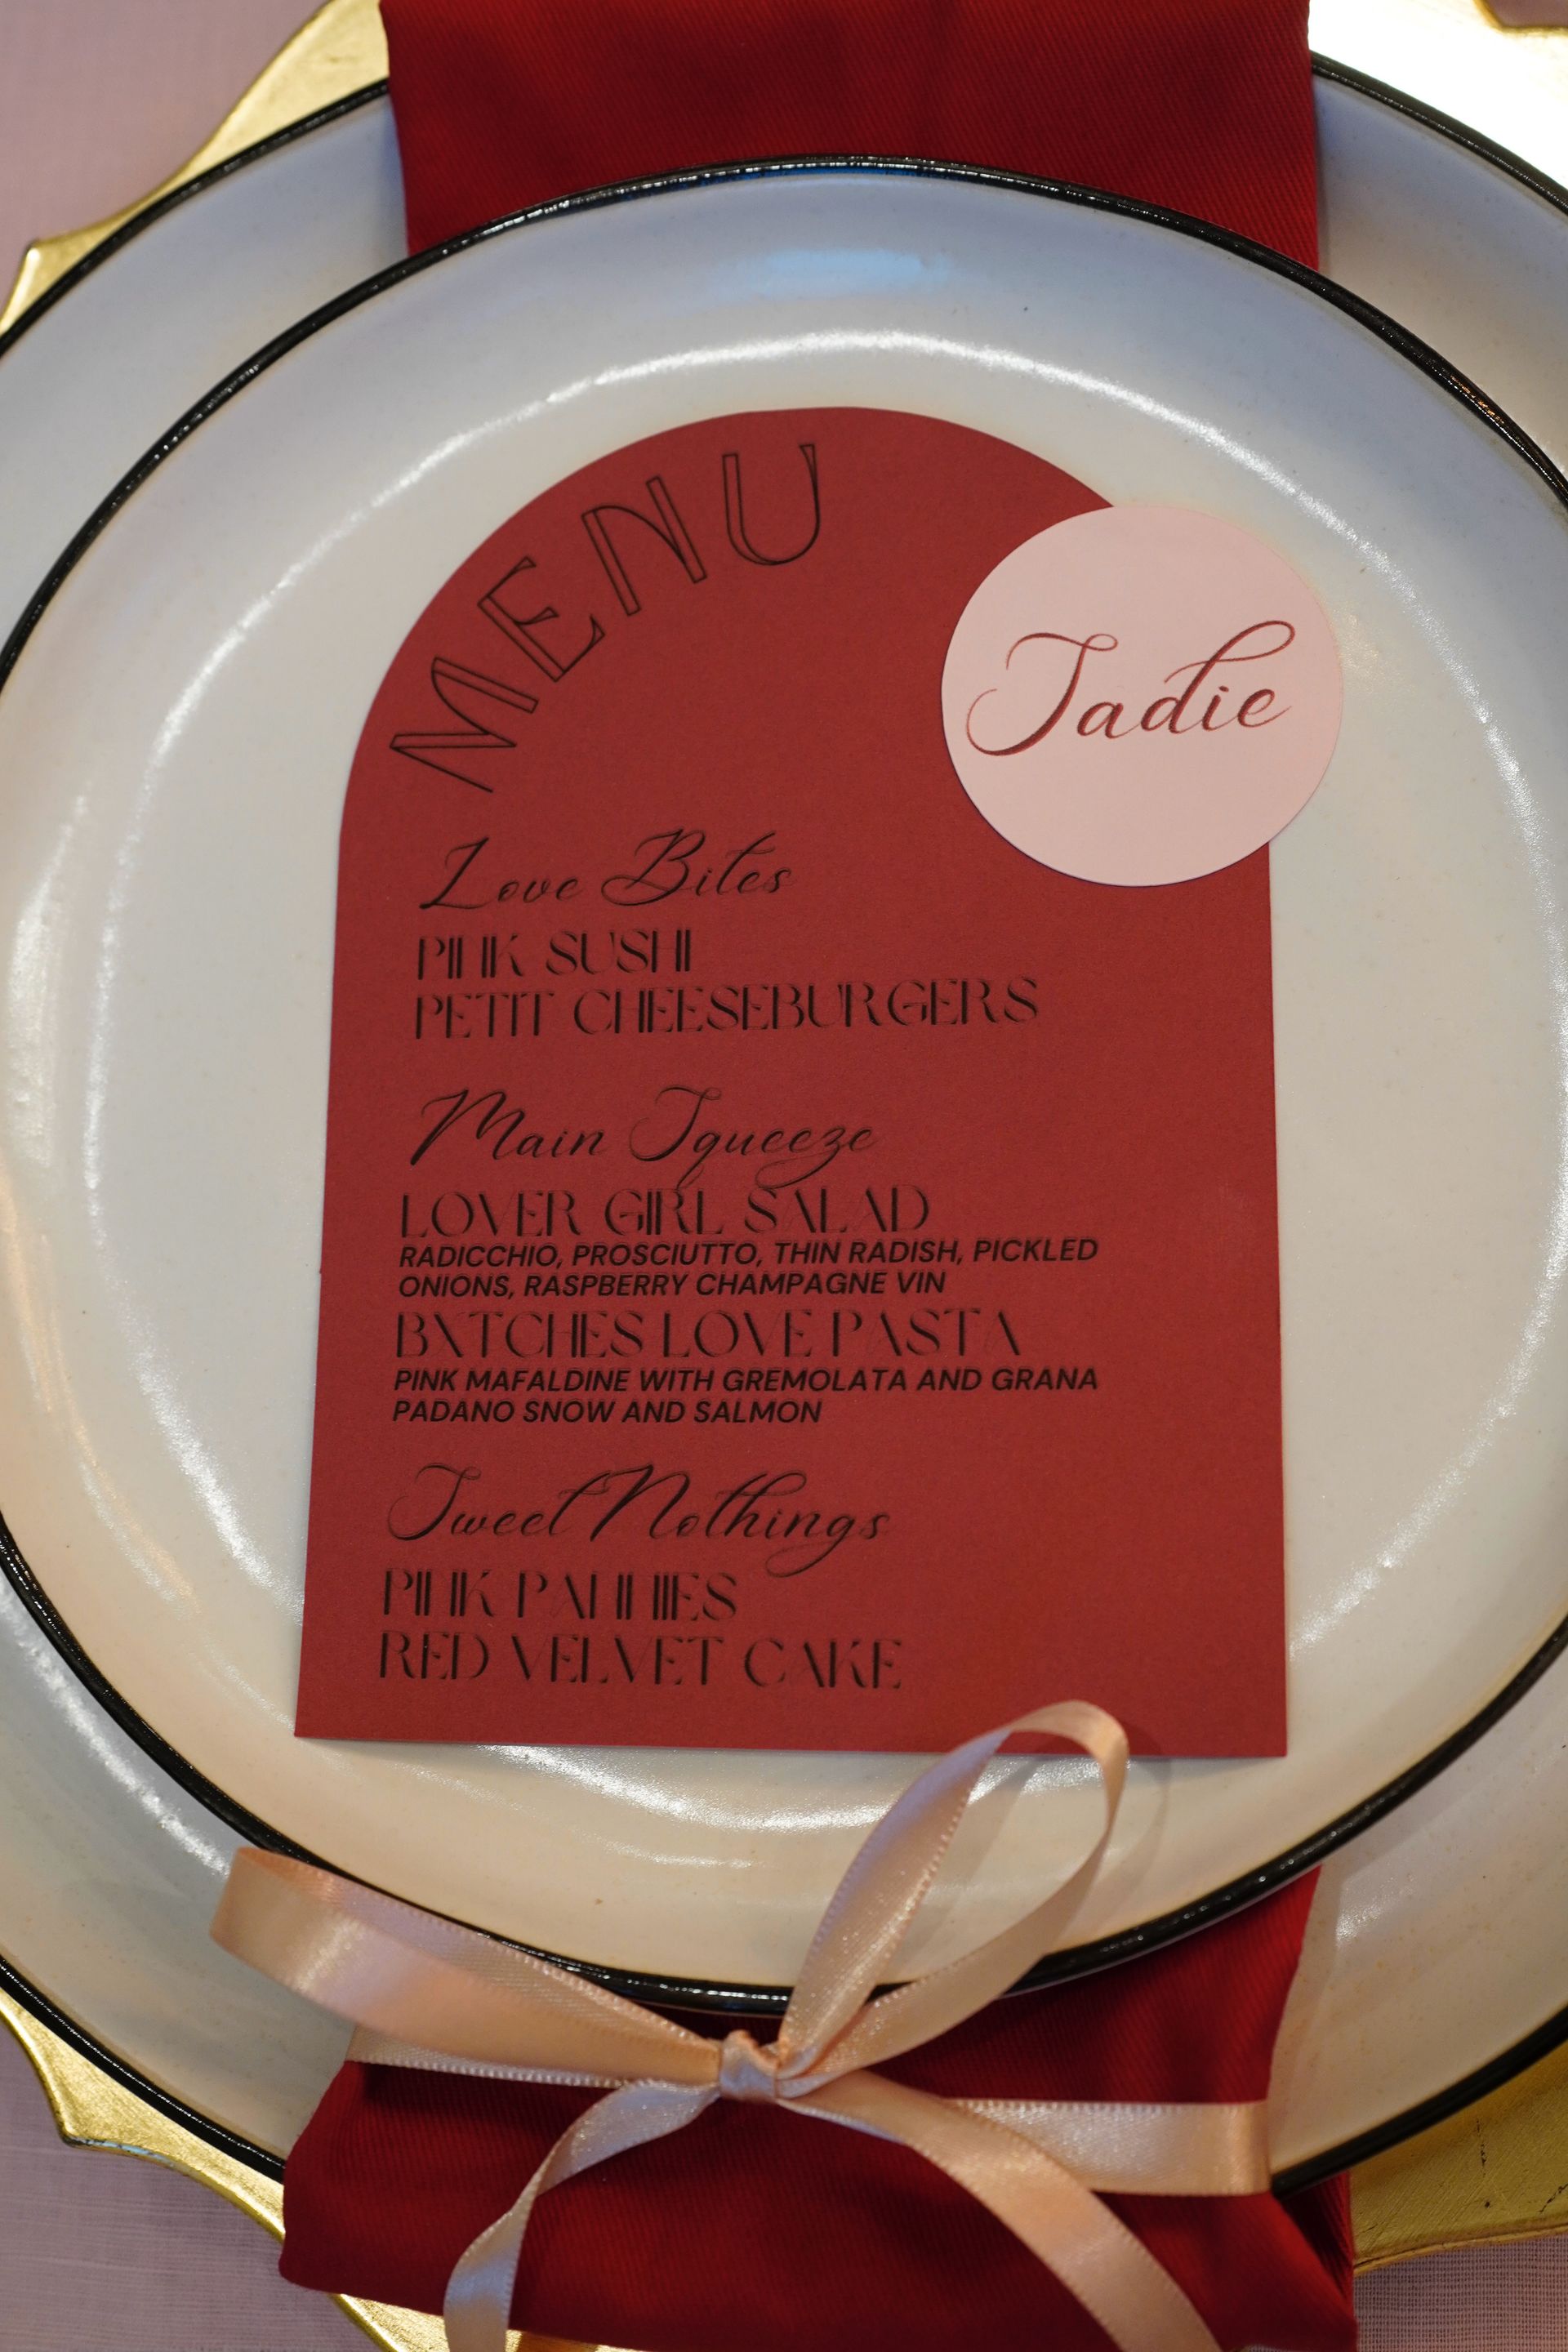 MENU
Sadie
Love Bites
PINK SUSHI
PETIT CHEESEBURGERS
Main Squeeze
LOVER GIRL SALAD
RADICCHIO, PROSCIUTTO, THIN RADISH, PICKLED
ONIONS, RASPBERRY CHAMPAGNE VIN
BXTCHES LOVE PASTA
PINK MAFALDINE WITH GREMOLATA AND GRANA
PADANO SNOW AND SALMON
Sweet Nothings
PINK PANNIES
RED VELVET CAKE